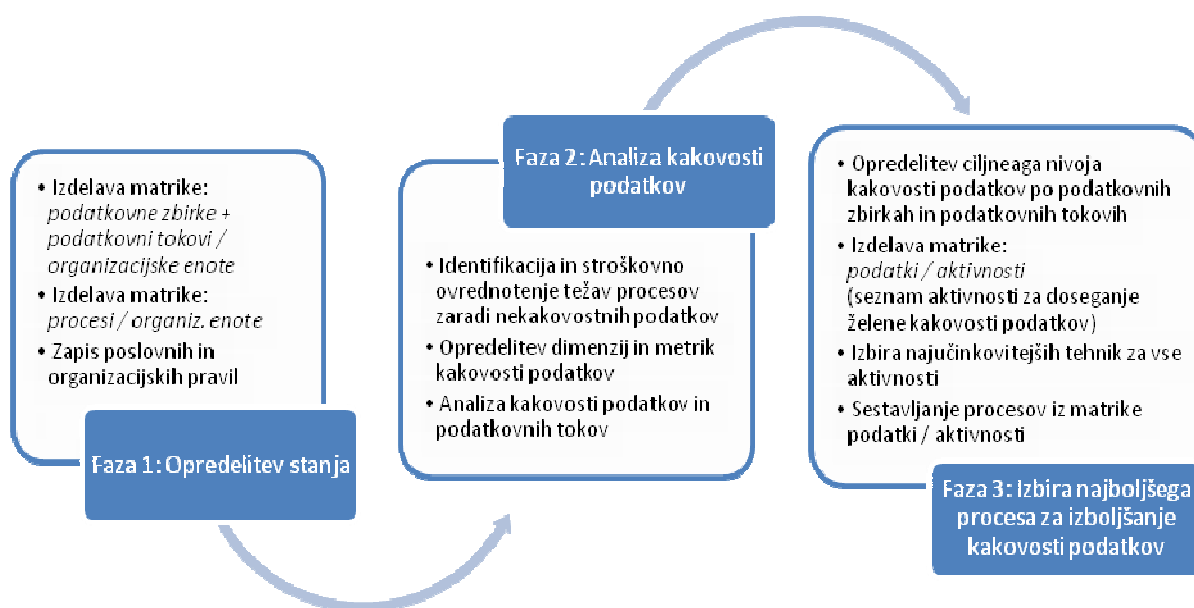 • Izdelava matrike:
podatkovne zbirke +
podatkovni tokovi /
organizacijske enote
• Izdelava matrike:
procesi / organiz. enote
• Zapis poslovnih in
organizacijskih pravil
Faza 1: Opredelitev stanja
Faza 2: Analiza kakovosti
podatkov
• Identifikacija in stroškovno
ovrednotenje težav procesov
zaradi nekakovostnih podatkov
• Opredelitev dimenzij in metrik
kakovosti podatkov
• Analiza kakovosti podatkov in
podatkovnih tokov
• Opredelitev ciljneaga nivoja
kakovosti podatkov po podatkovnih
zbirkah in podatkovnih tokovih
• Izdelava matrike:
podatki / aktivnosti
(seznam aktivnosti za doseganje
želene kakovosti podatkov)
• Izbira najučinkovitejših tehnik za vse
aktivnosti
• Sestavljanje procesov iz matrike
podatki / aktivnosti
Faza 3: Izbira najboljšega
procesa za izboljšanje
kakovosti podatkov